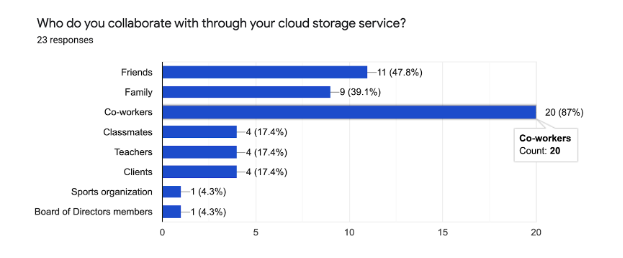 Who do you collaborate with through your cloud storage service?
23 responses
Friends 11 (47.8%)
Family 9 (39.1%)
Co-workers 20 (87%)
Classmates 4 (17.4%)
Co-workers
Count: 20
Teachers 4 (17.4%)
Clients 4 (17.4%)
Sports organization 1 (4.3%)
Board of Directors members 1 (4.3%)
0 5 10 15 20